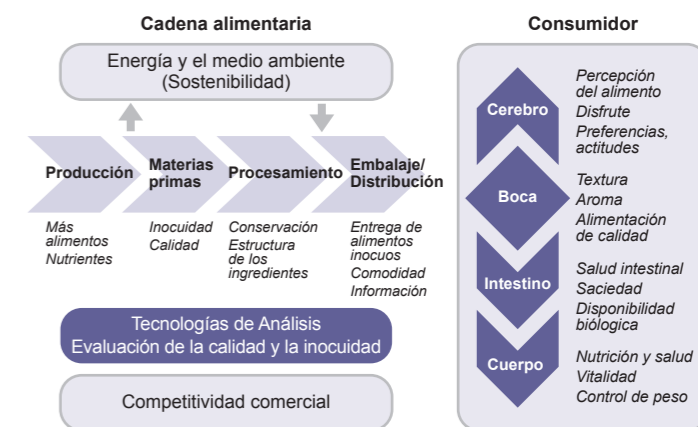 Cadena alimentaria
Energía y el medio ambiente
(Sostenibilidad)
Producción
Materias
primas
Procesamiento
Embalaje/
Distribución
Más
alimentos
Nutrientes
Inocuidad
Calidad
Conservación
Estructura
de los
ingredientes
Entrega de
alimentos
inocuos
Comodidad
Información
Tecnologías de Análisis
Evaluación de la calidad y la inocuidad
Competitividad comercial
Consumidor
Cerebro
Percepción
del alimento
Disfrute
Preferencias,
actitudes
Boca
Textura
Aroma
Alimentación
de calidad
Intestino
Salud intestinal
Saciedad
Disponibilidad
biólogica
Cuerpo
Nutrición y salud
Vitalidad
Control de peso